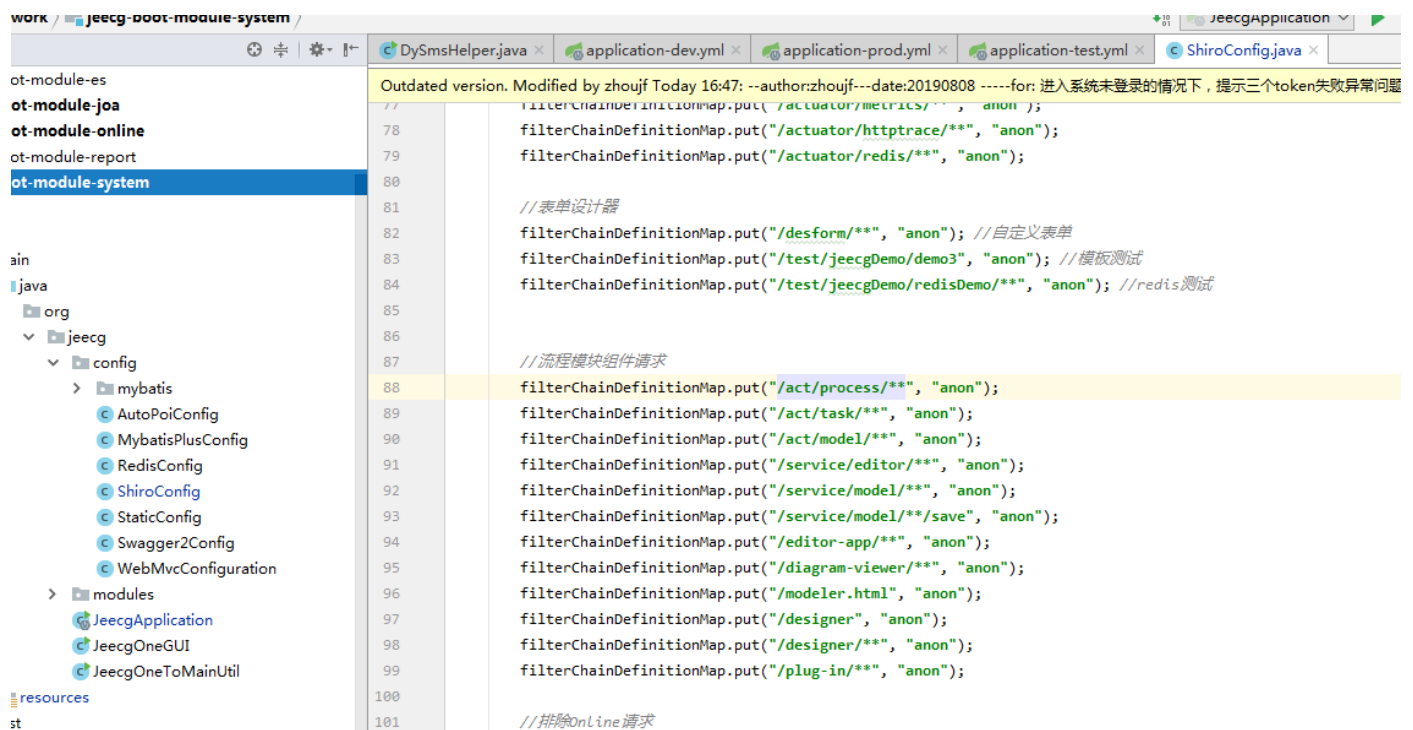 work / jeecg-boot-module-system /
JeecgApplication
DySmsHelper.java × application-dev.yml × application-prod.yml × application-test.yml × ShiroConfig.java ×
Outdated version. Modified by zhoujf Today 16:47: --author:zhoujf---date:20190808 -----for: 进入系统未登录的情况下，提示三个token失败异常问题
ot-module-es
ot-module-joa
ot-module-online
ot-module-report
ot-module-system
ain
java
org
jeecg
config
mybatis
AutoPoiConfig
MybatisPlusConfig
RedisConfig
ShiroConfig
StaticConfig
Swagger2Config
WebMvcConfiguration
modules
JeecgApplication
JeecgOneGUI
JeecgOneToMainUtil
resources
st
77 filterChainDefinitionMap.put("/actuator/metrics/**", "anon");
78 filterChainDefinitionMap.put("/actuator/httptrace/**", "anon");
79 filterChainDefinitionMap.put("/actuator/redis/**", "anon");
80
81 //表单设计器
82 filterChainDefinitionMap.put("/desform/**", "anon"); //自定义表单
83 filterChainDefinitionMap.put("/test/jeecgDemo/demo3", "anon"); //模板测试
84 filterChainDefinitionMap.put("/test/jeecgDemo/redisDemo/**", "anon"); //redis测试
85
86
87 //流程模块组件请求
88 filterChainDefinitionMap.put("/act/process/**", "anon");
89 filterChainDefinitionMap.put("/act/task/**", "anon");
90 filterChainDefinitionMap.put("/act/model/**", "anon");
91 filterChainDefinitionMap.put("/service/editor/**", "anon");
92 filterChainDefinitionMap.put("/service/model/**", "anon");
93 filterChainDefinitionMap.put("/service/model/**/save", "anon");
94 filterChainDefinitionMap.put("/editor-app/**", "anon");
95 filterChainDefinitionMap.put("/diagram-viewer/**", "anon");
96 filterChainDefinitionMap.put("/modeler.html", "anon");
97 filterChainDefinitionMap.put("/designer", "anon");
98 filterChainDefinitionMap.put("/designer/**", "anon");
99 filterChainDefinitionMap.put("/plug-in/**", "anon");
100
101 //排除Online请求